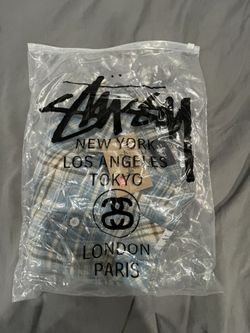 Stüssy
NEW YORK
LOS ANGELES
TOKYO
LONDON
PARIS